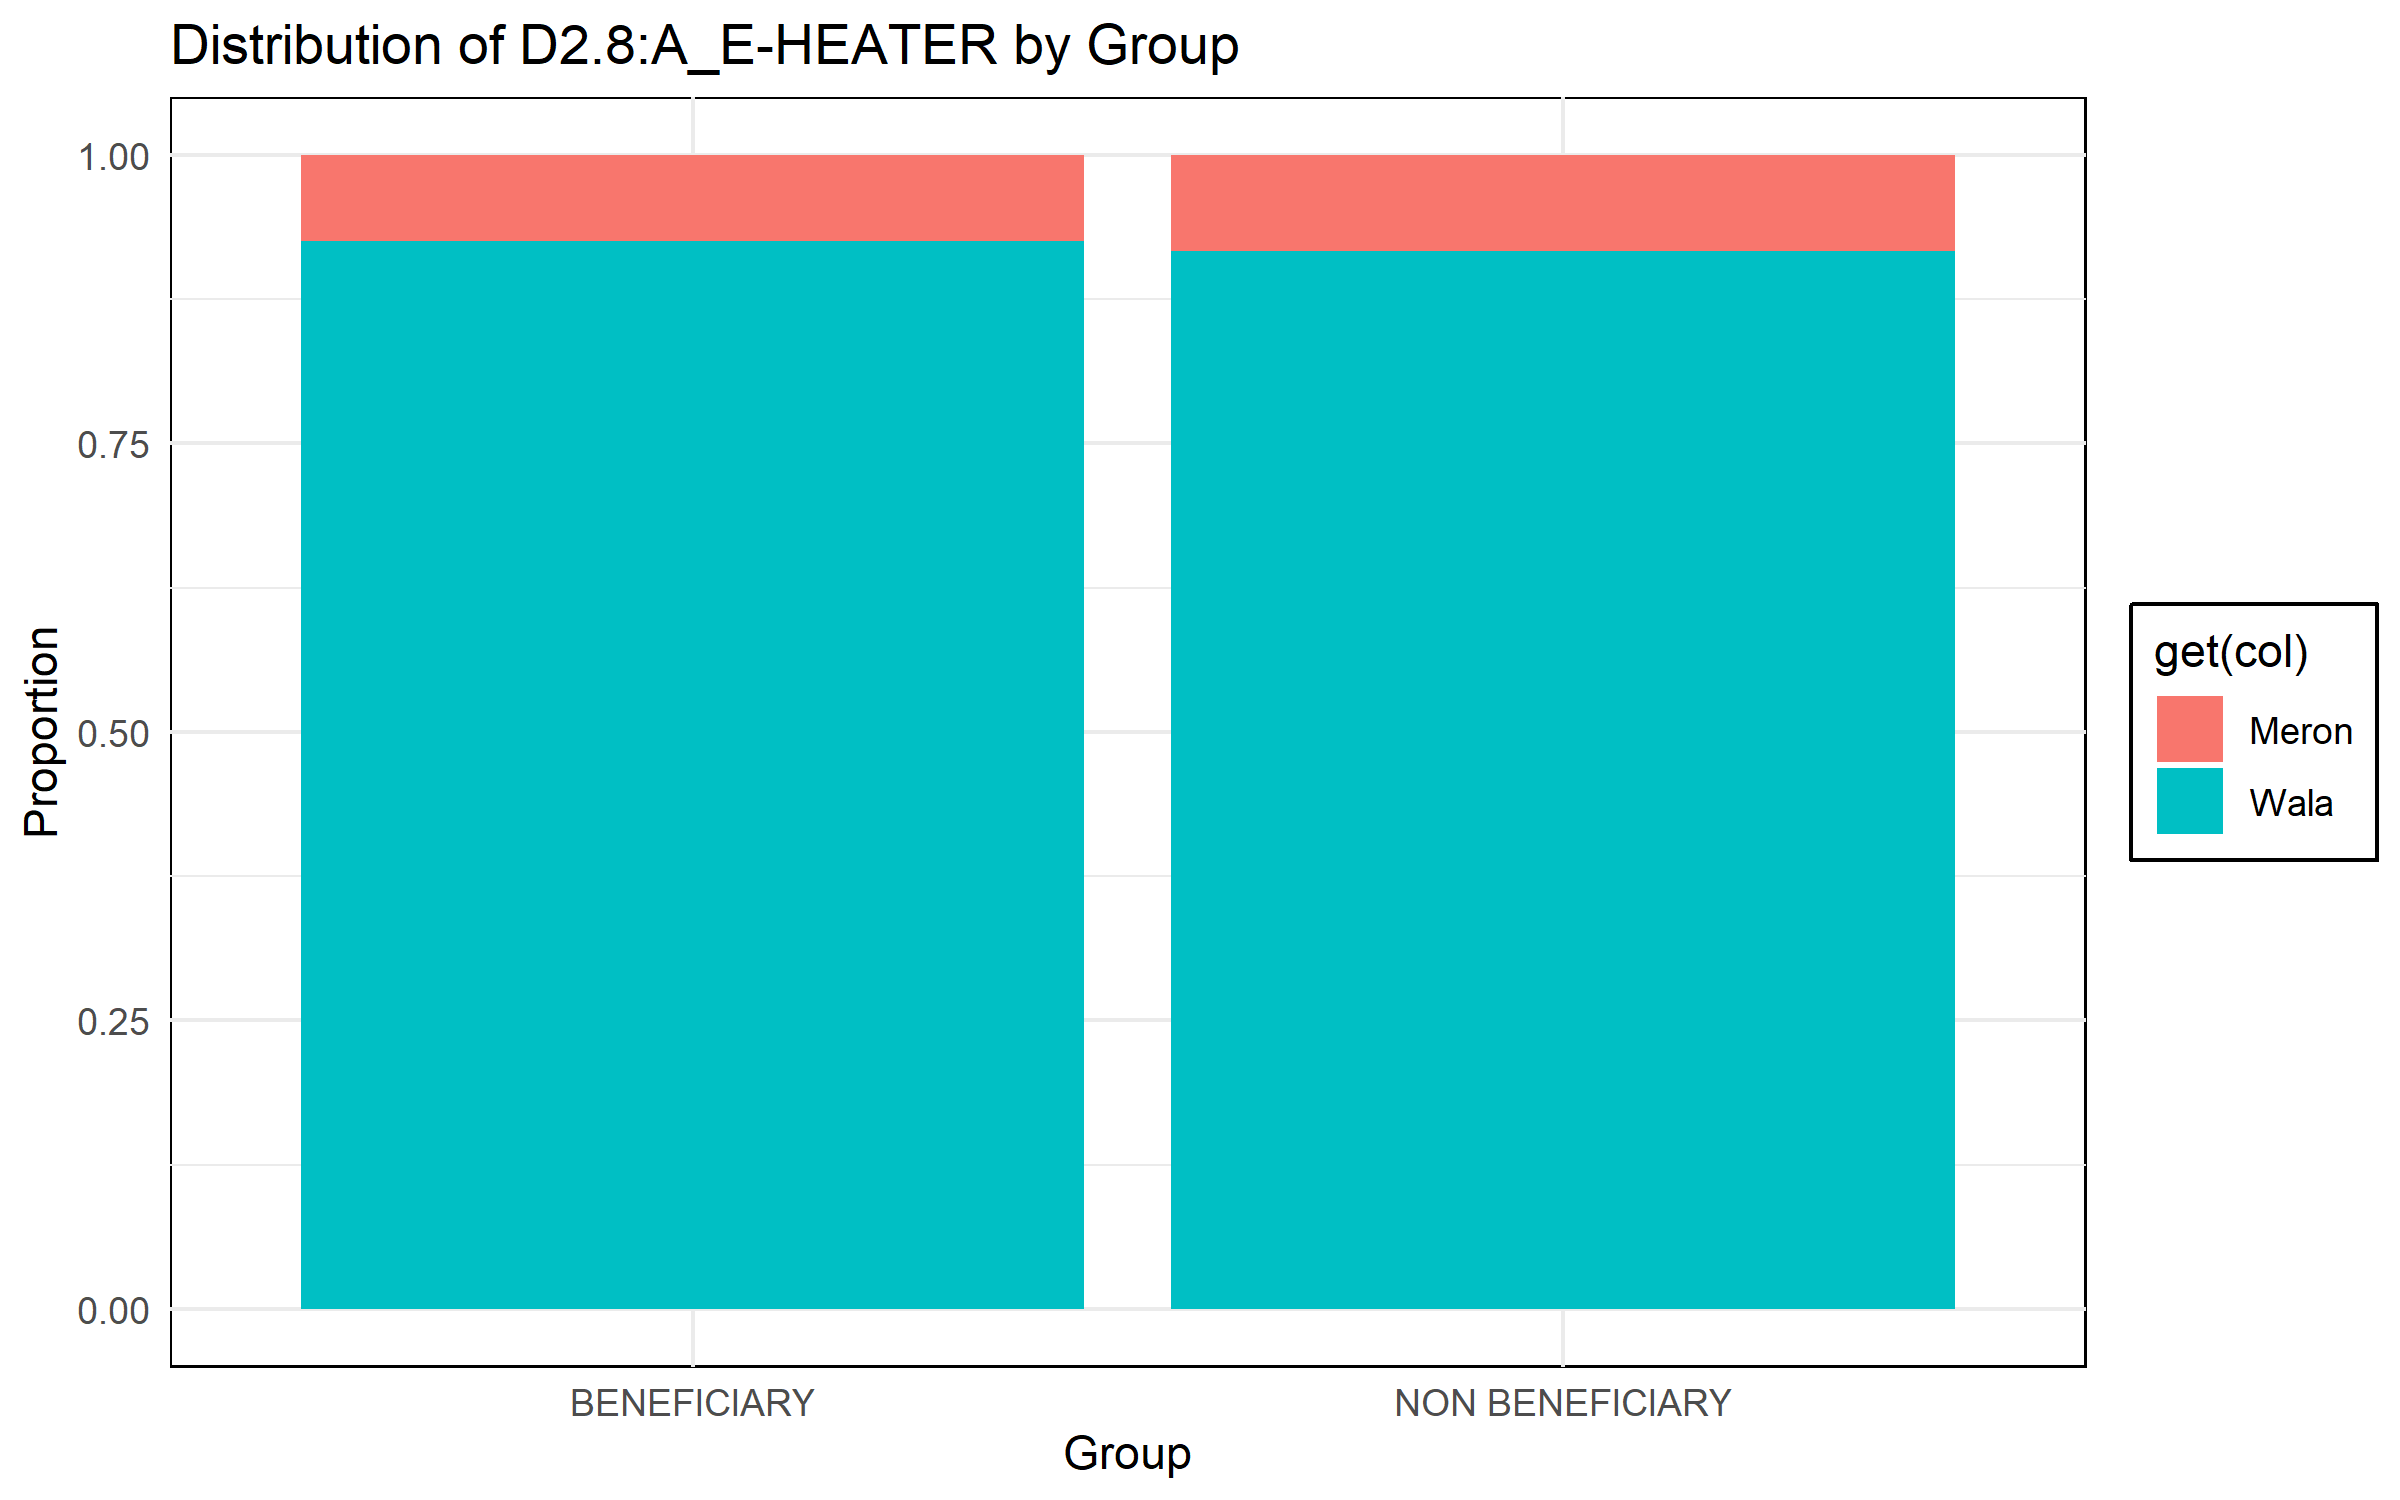 Distribution of D2.8:A_E-HEATER by Group
Proportion
1.00
0.75
0.50
0.25
0.00
BENEFICIARY
NON BENEFICIARY
Group
get(col)
Meron
Wala